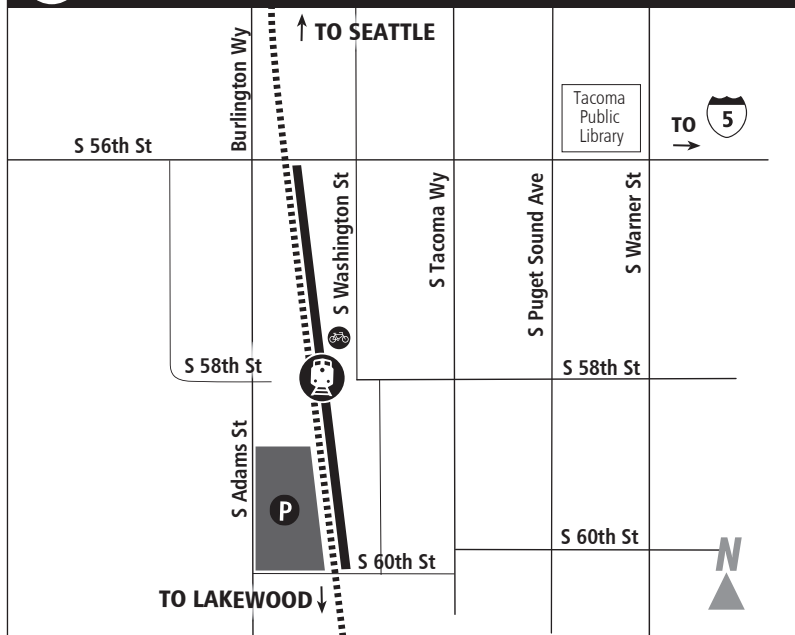 TO SEATTLE
Burlington Wy
Tacoma
Public
Library
TO
5
S 56th St
S Washington St
S Tacoma Wy
S Puget Sound Ave
S Warner St
S 58th St
S 58th St
S Adams St
P
S 60th St
S 60th St
N
TO LAKEWOOD